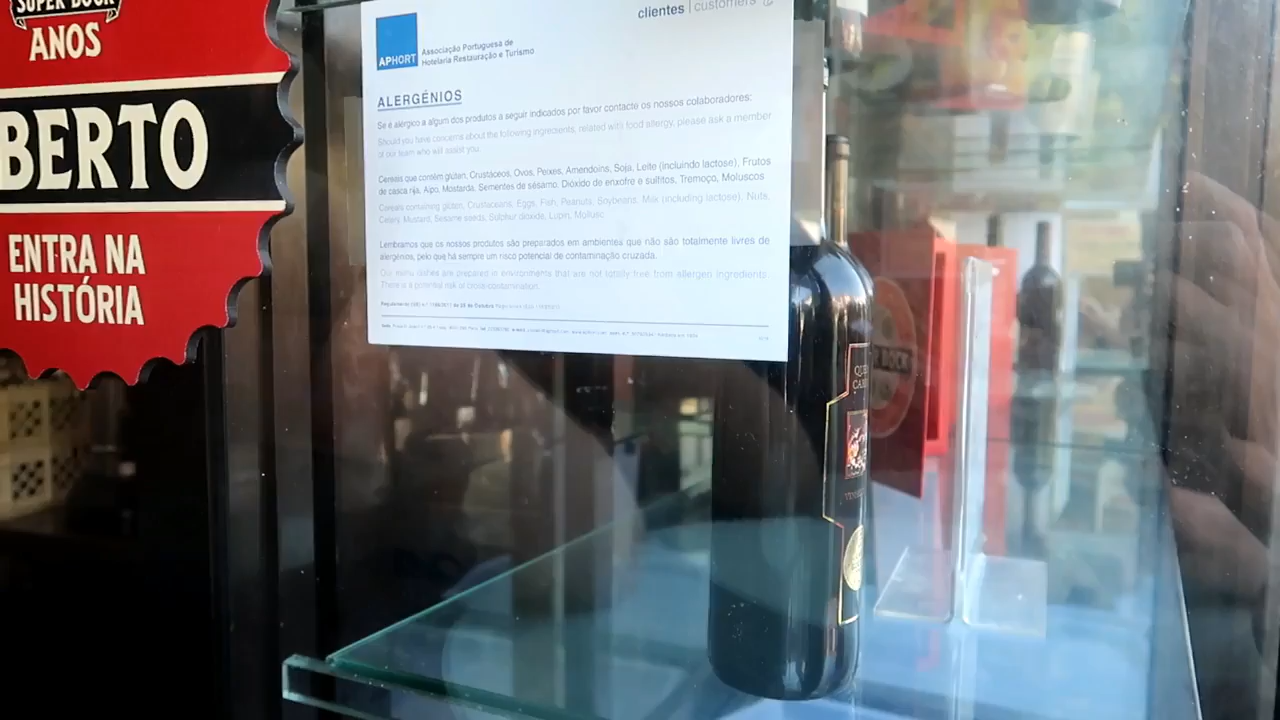 SUPER BOCK
ANOS
BERTO
ENTRA NA
HISTÓRIA
clientes | customers
APHORT
Associação Portuguesa de
Hotelaria Restauração e Turismo
ALERGÉNIOS
Se é alérgico a algum dos produtos a seguir indicados por favor contacte os nossos colaboradores:
Should you have concerns about the following ingredients, related with food allergy, please ask a member
of our team who will assist you:
Cereais que contêm glúten, Crustáceos, Ovos, Peixes, Amendoins, Soja, Leite (incluindo lactose), Frutos
de casca rija, Aipo, Mostarda, Sementes de sésamo, Dióxido de enxofre e sulfitos, Tremoço, Moluscos
Cereals containing gluten, Crustaceans, Eggs, Fish, Peanuts, Soybeans, Milk (including lactose), Nuts,
Celery, Mustard, Sesame seeds, Sulphur dioxide, Lupin, Mollusc
Lembramos que os nossos produtos são preparados em ambientes que não são totalmente livres de
alergénios, pelo que há sempre um risco potencial de contaminação cruzada.
Our menu dishes are prepared in environments that are not totally free from allergen ingredients.
There is a potential risk of cross-contamination.